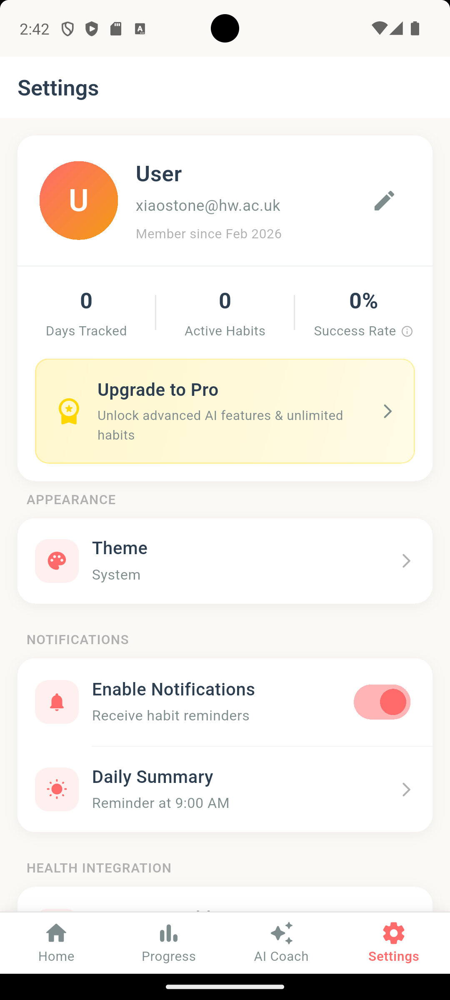 2:42
Settings
U
User
xiaostone@hw.ac.uk
Member since Feb 2026
0
Days Tracked
0
Active Habits
0%
Success Rate
Upgrade to Pro
Unlock advanced AI features & unlimited
habits
APPEARANCE
Theme
System
NOTIFICATIONS
Enable Notifications
Receive habit reminders
Daily Summary
Reminder at 9:00 AM
HEALTH INTEGRATION
Home
Progress
AI Coach
Settings